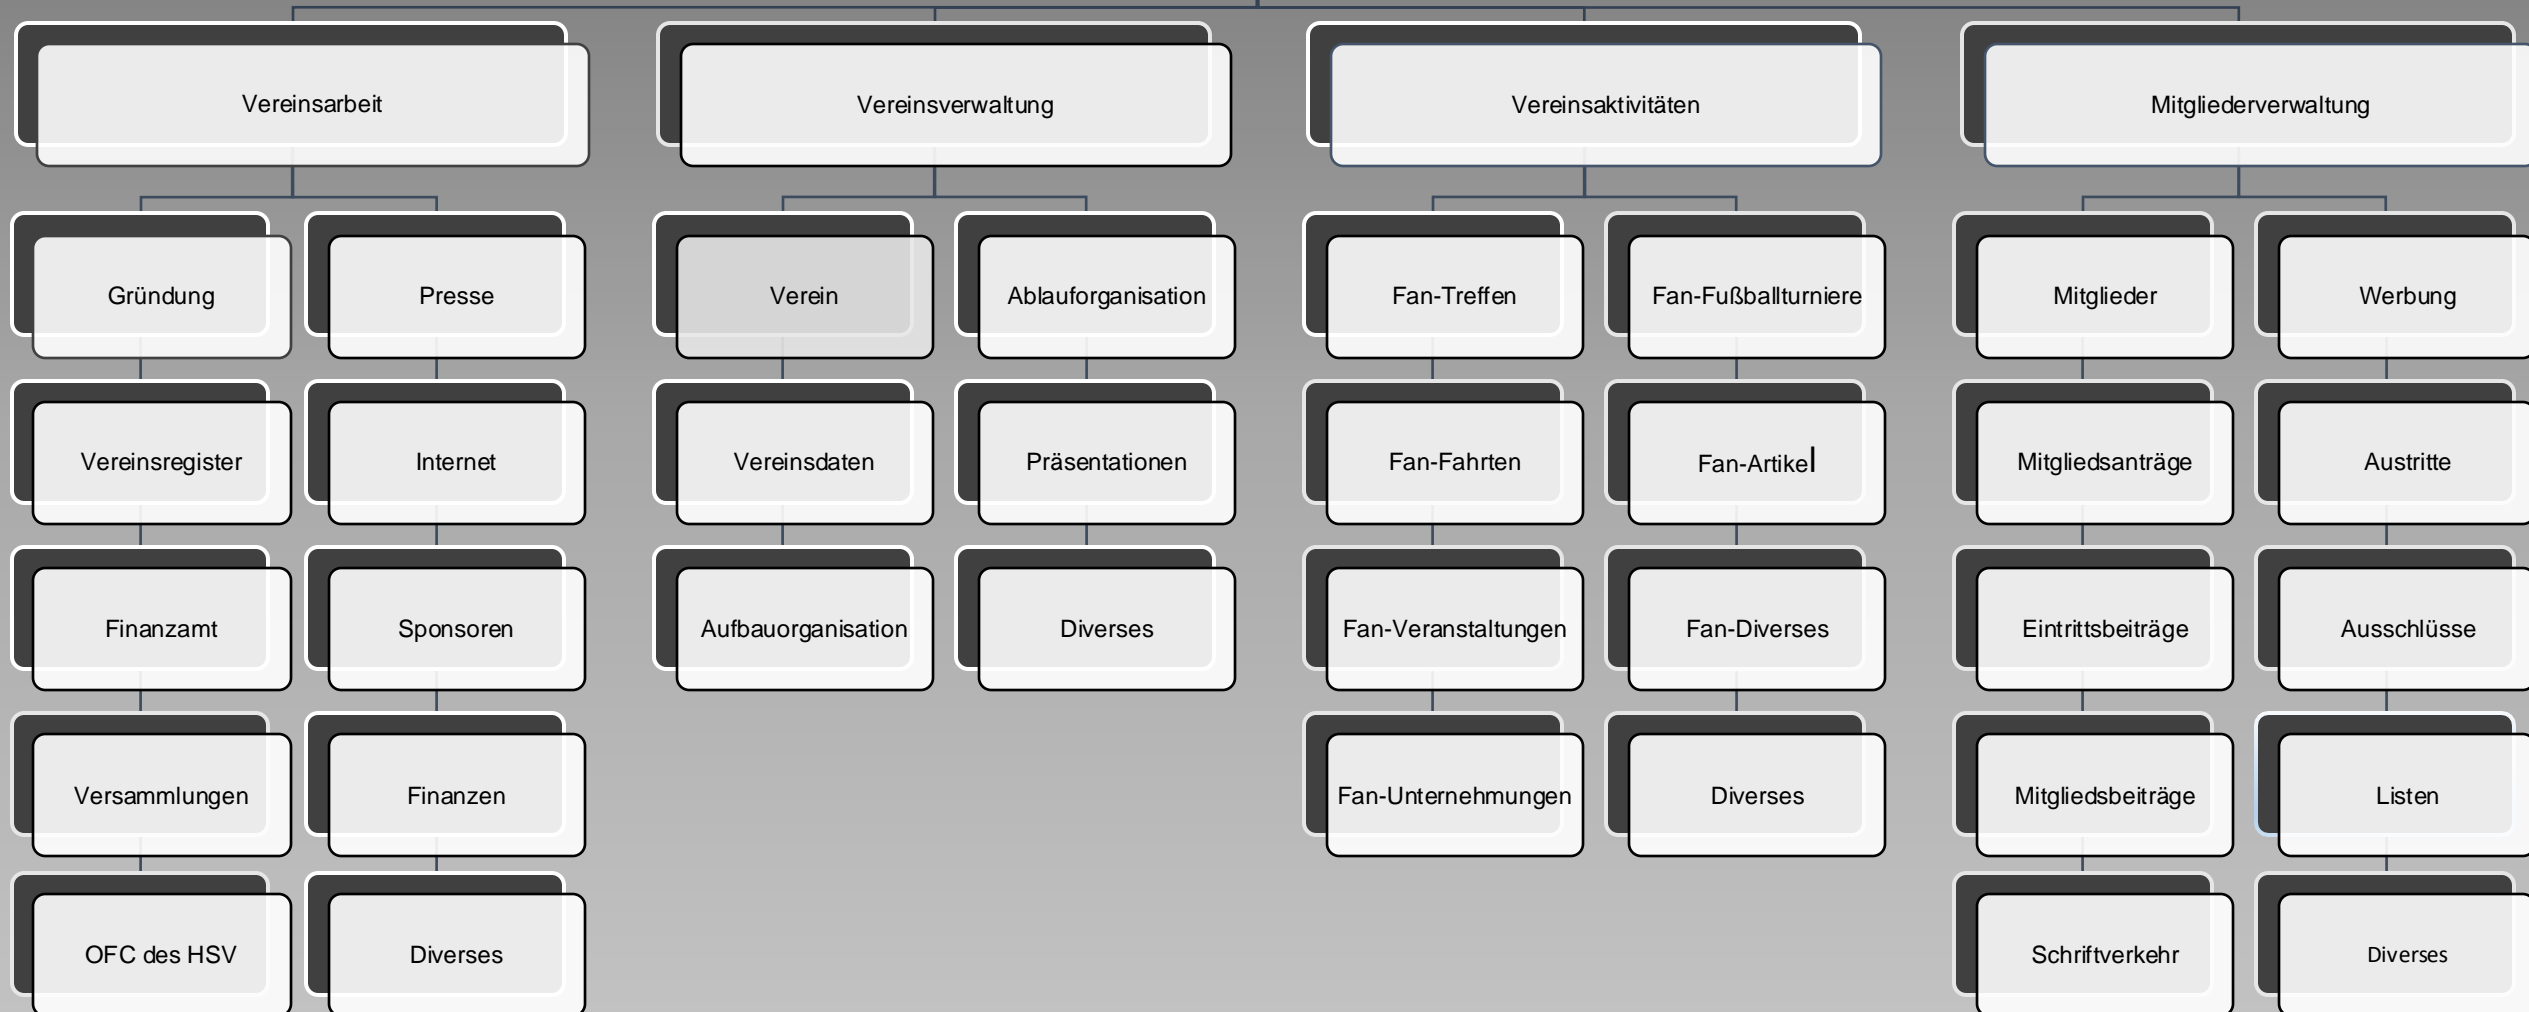 Vereinsarbeit
Vereinsverwaltung
Vereinsaktivitäten
Mitgliederverwaltung
Gründung
Presse
Verein
Ablauforganisation
Fan-Treffen
Fan-Fußballturniere
Mitglieder
Werbung
Vereinsregister
Internet
Vereinsdaten
Präsentationen
Fan-Fahrten
Fan-Artikel
Mitgliedsanträge
Austritte
Finanzamt
Sponsoren
Aufbauorganisation
Diverses
Fan-Veranstaltungen
Fan-Diverses
Eintrittsbeiträge
Ausschlüsse
Versammlungen
Finanzen
Fan-Unternehmungen
Diverses
Mitgliedsbeiträge
Listen
OFC des HSV
Diverses
Schriftverkehr
Diverses